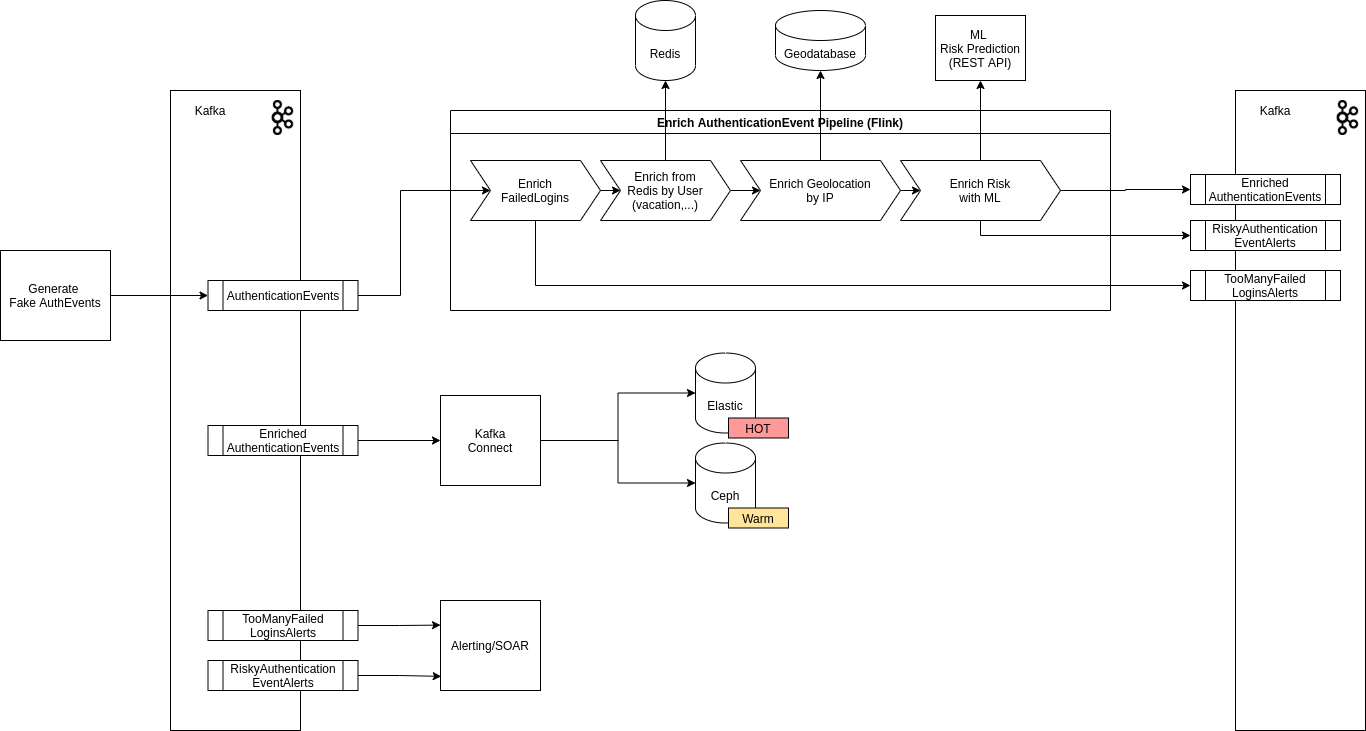 Redis
Geodatabase
ML
Risk Prediction
(REST API)
Kafka
Kafka
Enrich AuthenticationEvent Pipeline (Flink)
Enrich
FailedLogins
Enrich from
Redis by User
(vacation,...)
Enrich Geolocation
by IP
Enrich Risk
with ML
Enriched
AuthenticationEvents
RiskyAuthentication
EventAlerts
TooManyFailed
LoginsAlerts
Generate
Fake AuthEvents
AuthenticationEvents
Enriched
AuthenticationEvents
Kafka
Connect
Elastic
HOT
Ceph
Warm
TooManyFailed
LoginsAlerts
RiskyAuthentication
EventAlerts
Alerting/SOAR